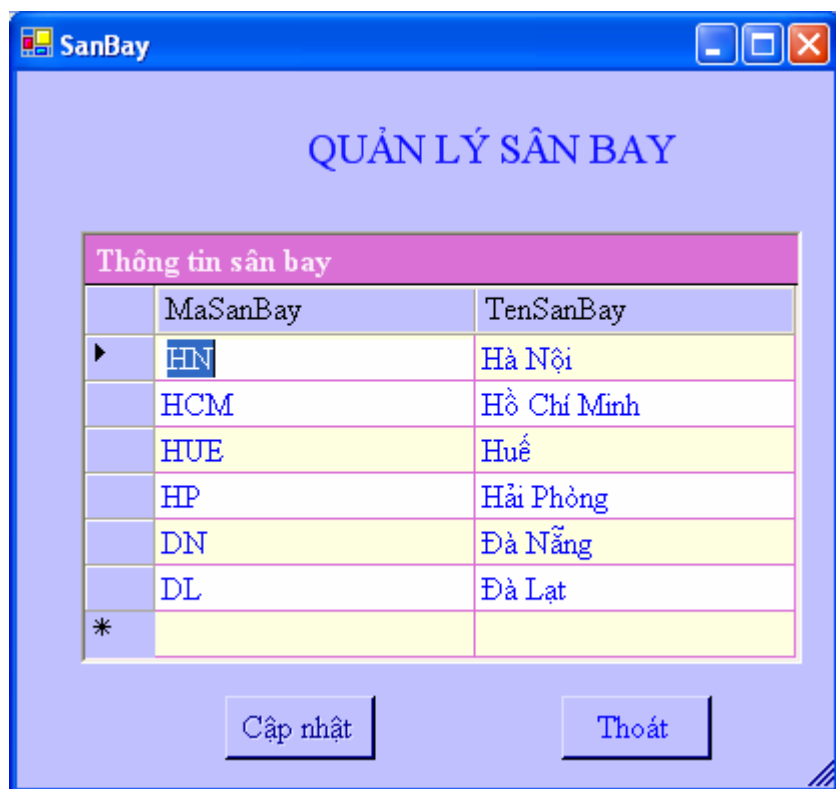 SanBay
QUẢN LÝ SÂN BAY
Thông tin sân bay
MaSanBay TenSanBay
HN Hà Nội
HCM Hồ Chí Minh
HUE Huế
HP Hải Phòng
DN Đà Nẵng
DL Đà Lạt
*
Cập nhật Thoát